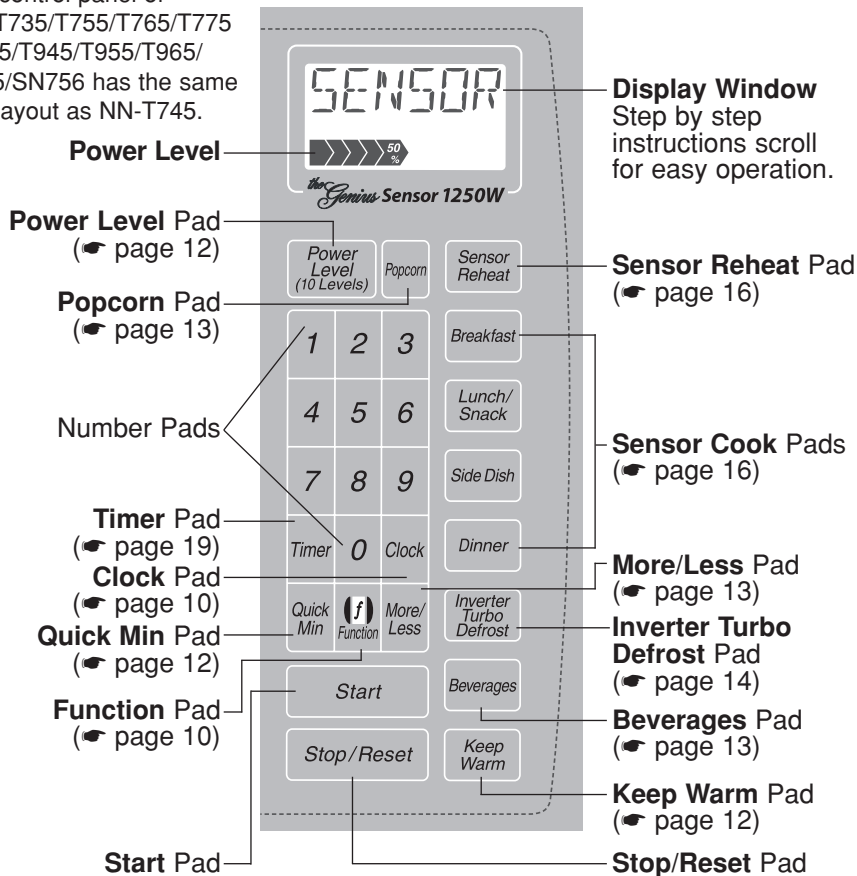 control panel of
T735/T755/T765/T775
5/T945/T955/T965/
5/SN756 has the same
layout as NN-T745.
Power Level
Power Level Pad
(☛ page 12)
Popcorn Pad
(☛ page 13)
Number Pads
Timer Pad
(☛ page 19)
Clock Pad
(☛ page 10)
Quick Min Pad
(☛ page 12)
Function Pad
(☛ page 10)
Start Pad
SENSOR
50
%
the Genius Sensor 1250W
Power
Level
(10 Levels)
Popcorn
Sensor
Reheat
1 2 3
Breakfast
4 5 6
Lunch/
Snack
7 8 9
Side Dish
Timer 0 Clock
Dinner
Quick
Min
(f)
Function
More/
Less
Inverter
Turbo
Defrost
Start
Beverages
Stop/Reset
Keep
Warm
Display Window
Step by step
instructions scroll
for easy operation.
Sensor Reheat Pad
(☛ page 16)
Sensor Cook Pads
(☛ page 16)
More/Less Pad
(☛ page 13)
Inverter Turbo
Defrost Pad
(☛ page 14)
Beverages Pad
(☛ page 13)
Keep Warm Pad
(☛ page 12)
Stop/Reset Pad